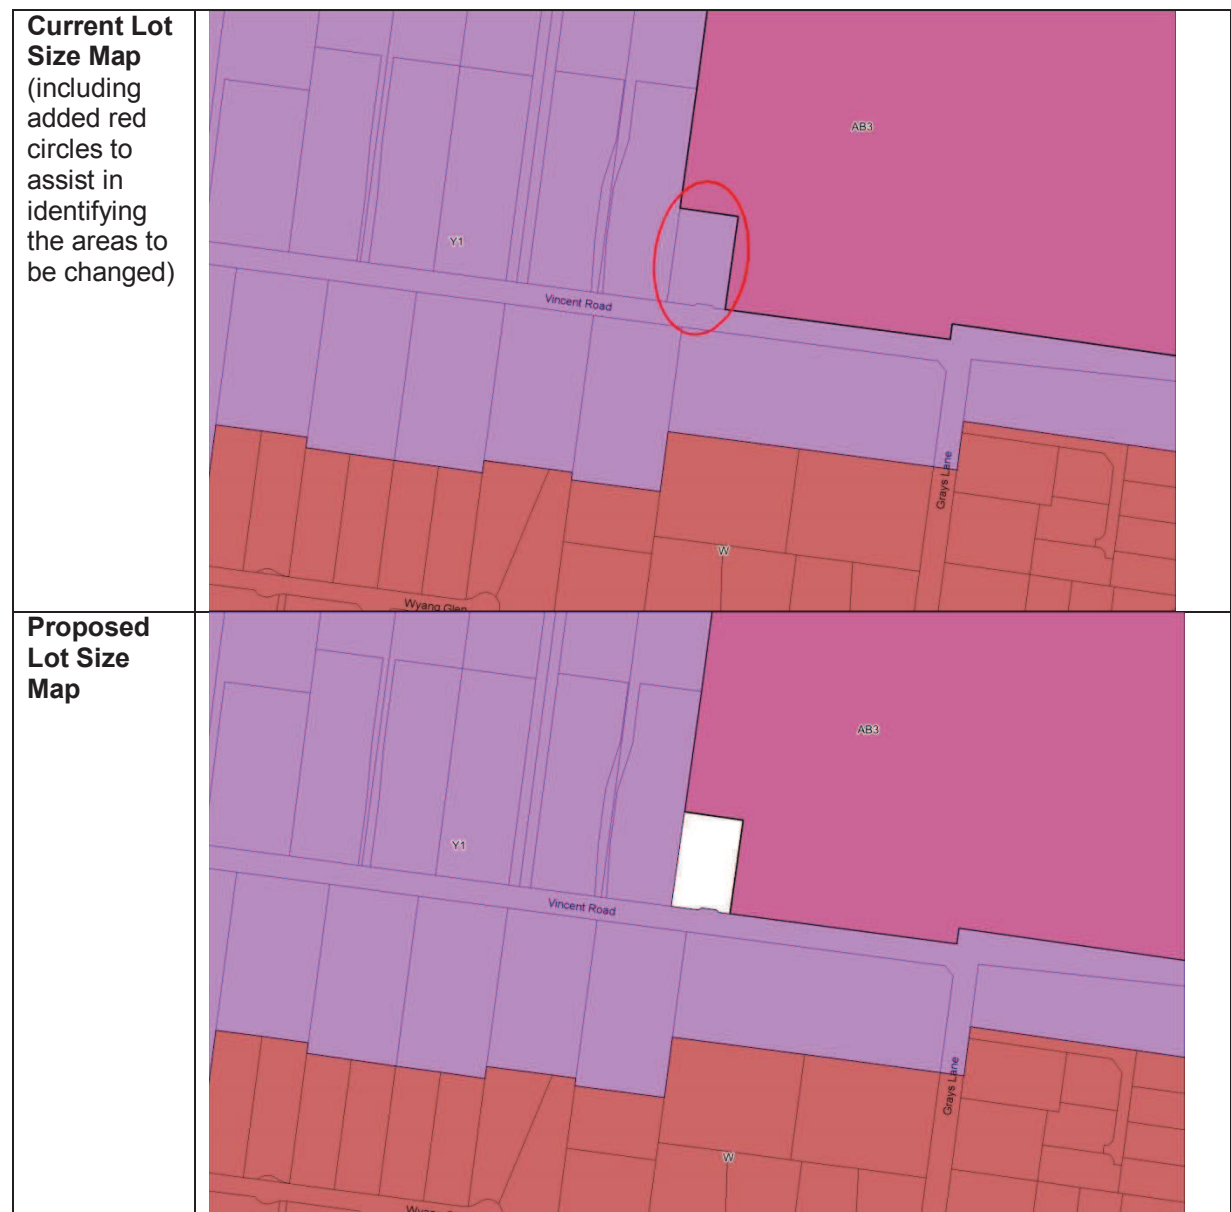 Current Lot
Size Map
(including
added red
circles to
assist in
identifying
the areas to
be changed)
AB3
Y1
Vincent Road
Grays Lane
W
Wyang Glen
Proposed
Lot Size
Map
AB3
Y1
Vincent Road
Grays Lane
W